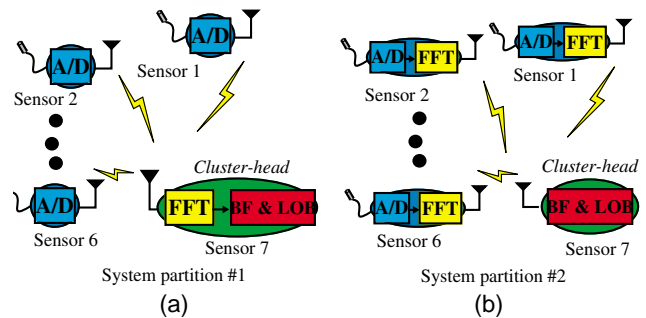 A/D
Sensor 1
A/D
Sensor 2
A/D
Sensor 6
Cluster-head
FFT
BF & LOB
Sensor 7
System partition #1
(a)
A/D
FFT
Sensor 1
A/D
FFT
Sensor 2
A/D
FFT
Sensor 6
Cluster-head
BF & LOB
Sensor 7
System partition #2
(b)